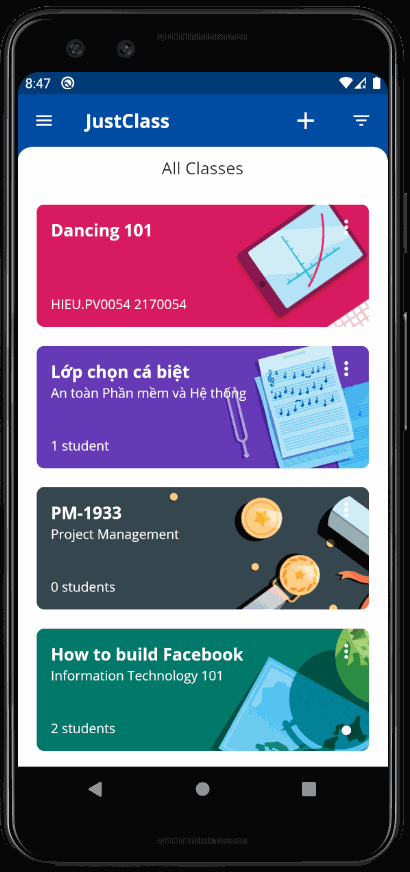 8:47
JustClass
All Classes
Dancing 101
HIEU.PV0054 2170054
Lớp chọn cá biệt
An toàn Phần mềm và Hệ thống
1 student
PM-1933
Project Management
0 students
How to build Facebook
Information Technology 101
2 students